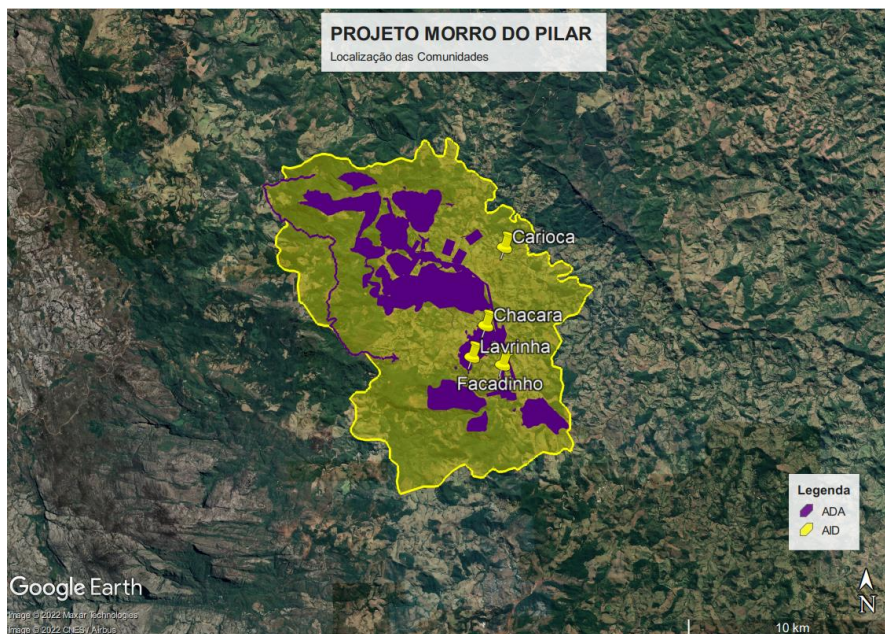 PROJETO MORRO DO PILAR
Localização das Comunidades
Carioca
Chacara
Lavrinha
Facadinho
Legenda
ADA
AID
Google Earth
Image © 2022 Maxar Technologies
Image © 2022 CNES / Airbus
N
10 km